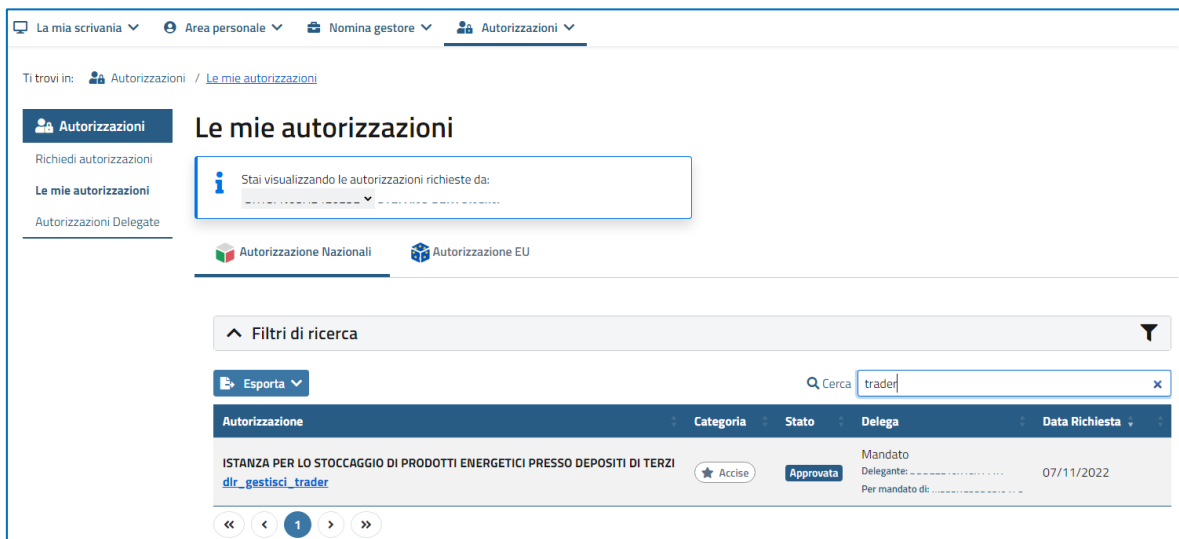 La mia scrivania Area personale Nomina gestore Autorizzazioni
Ti trovi in: Autorizzazioni / Le mie autorizzazioni
Autorizzazioni
Richiedi autorizzazioni
Le mie autorizzazioni
Autorizzazioni Delegate
Le mie autorizzazioni
Stai visualizzando le autorizzazioni richieste da:
Autorizzazione Nazionali Autorizzazione EU
Filtri di ricerca
Esporta Cerca trader
Autorizzazione Categoria Stato Delega Data Richiesta
ISTANZA PER LO STOCCAGGIO DI PRODOTTI ENERGETICI PRESSO DEPOSITI DI TERZI
dlr_gestisci_trader
Accise
Approvata
Mandato
Delegante:
Per mandato di:
07/11/2022
« ‹ 1 › »